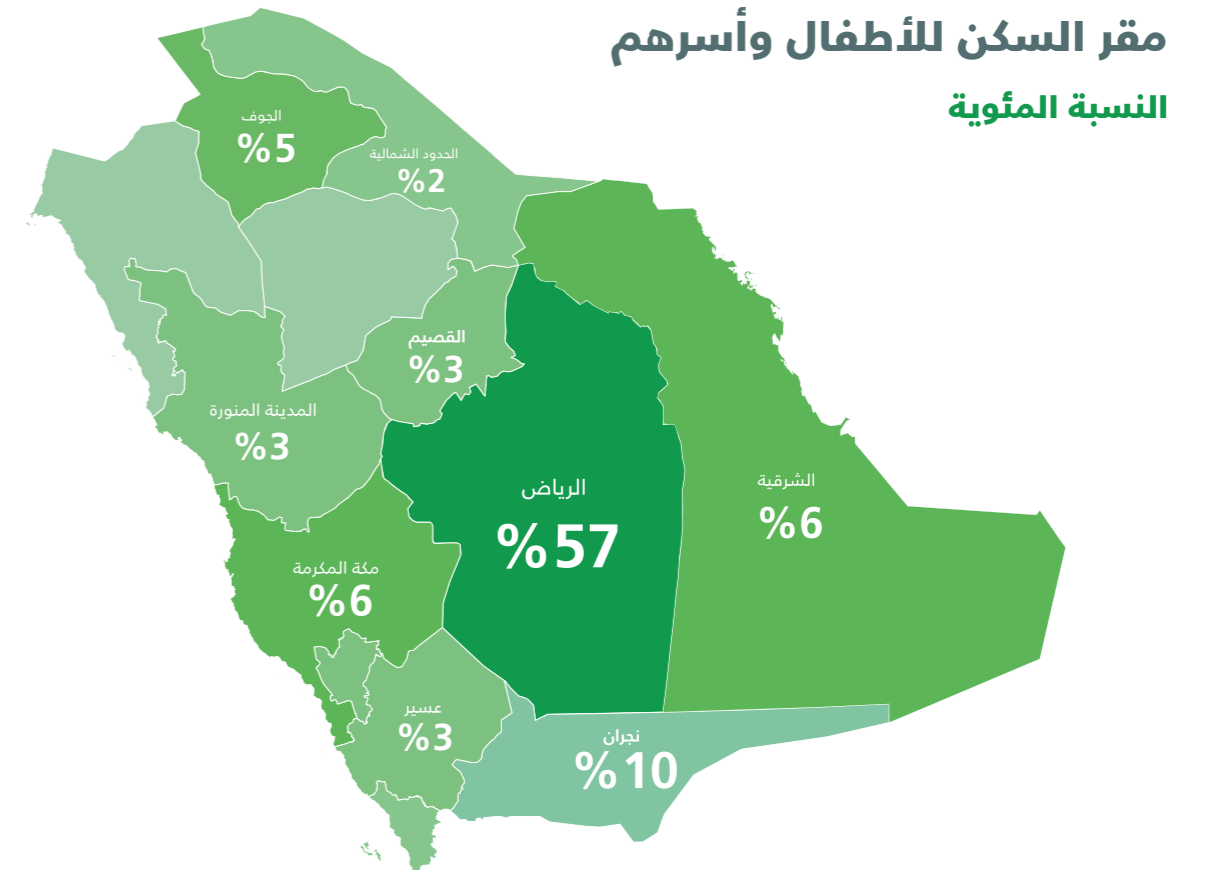 مقر السكن للأطفال وأسرهم
النسبة المئوية
الجوف
%5
الحدود الشمالية
%2
القصيم
%3
المدينة المنورة
%3
الرياض
%57
الشرقية
%6
مكة المكرمة
%6
عسير
%3
نجران
%10